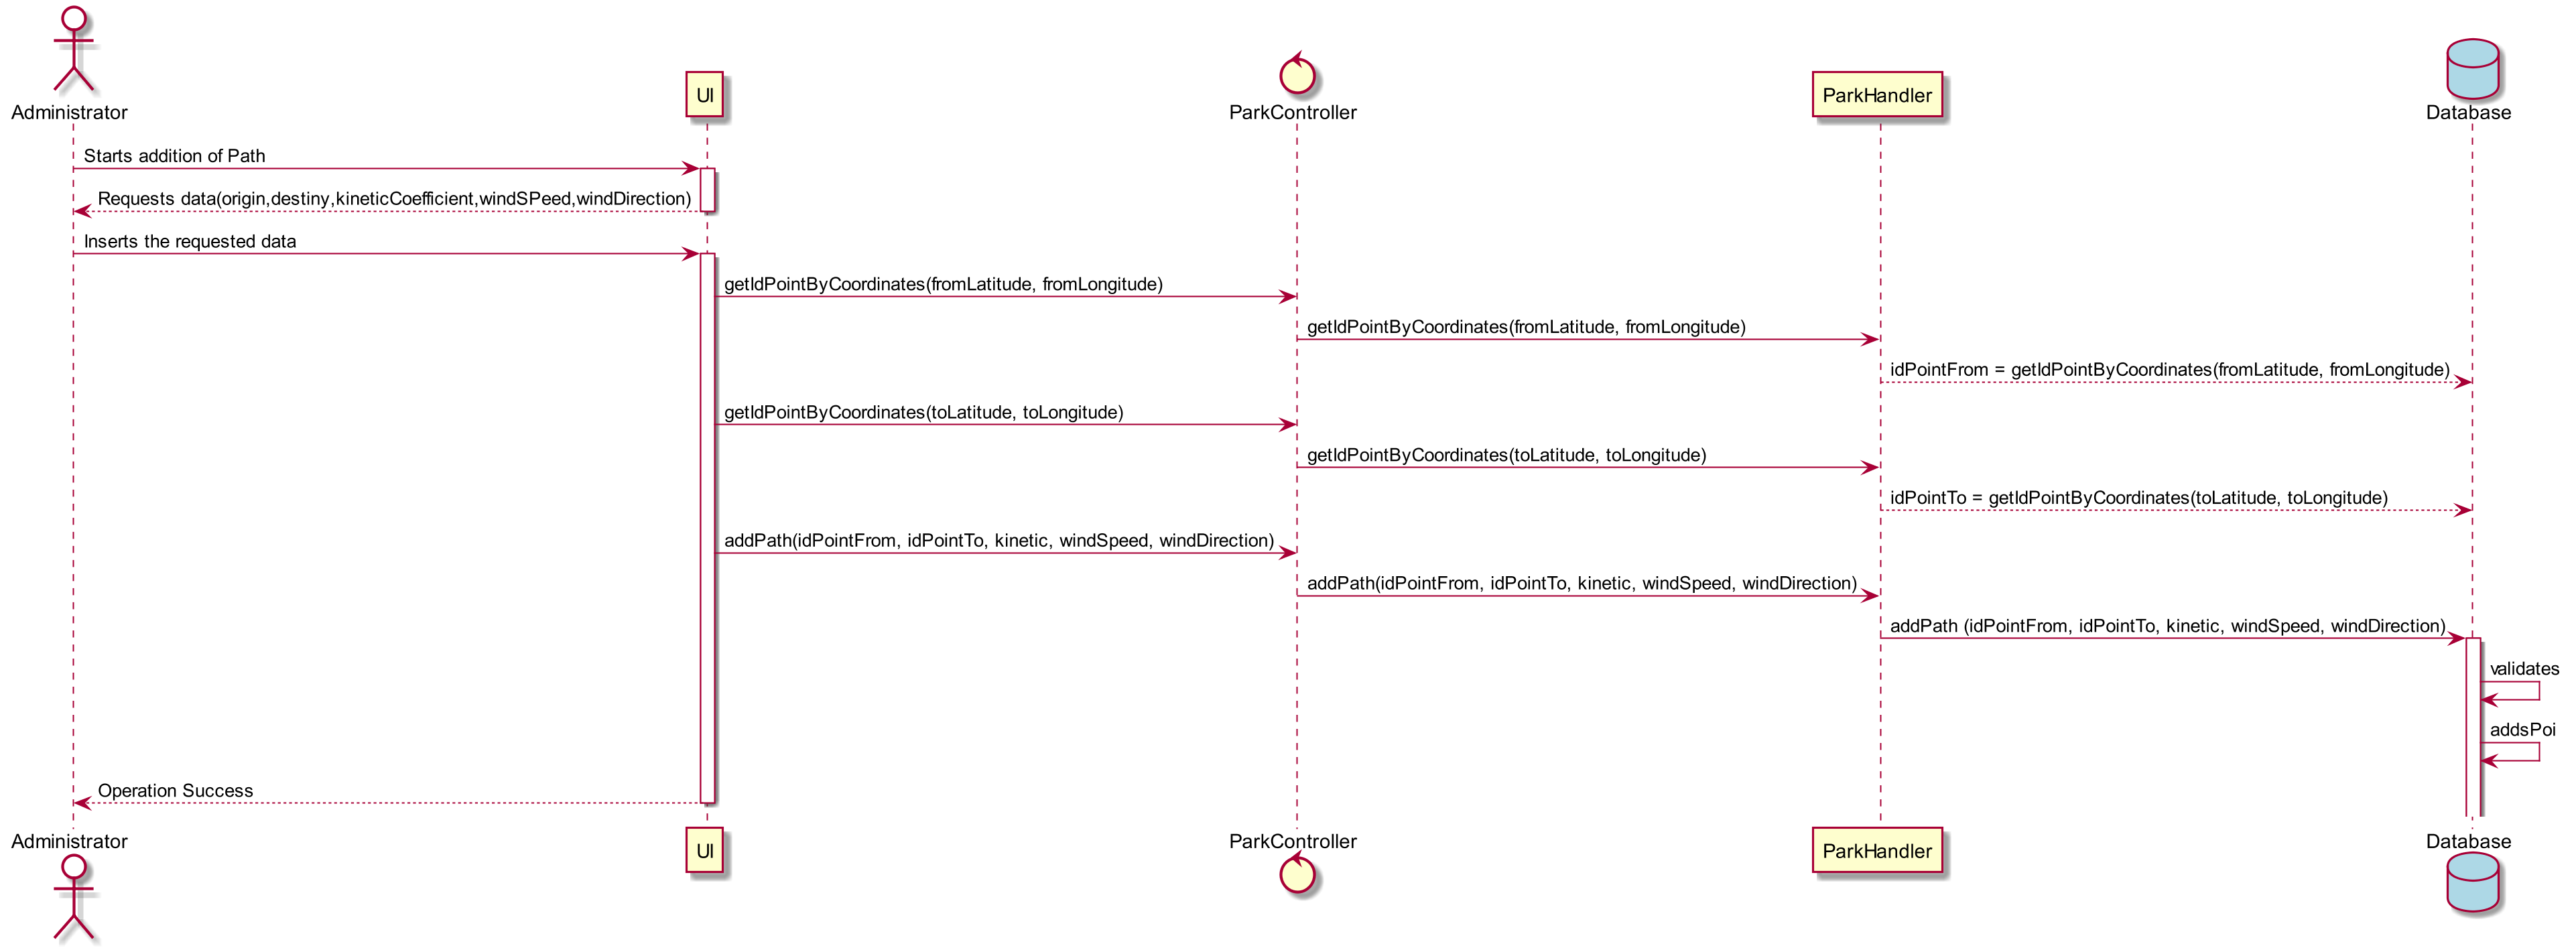 Administrator
UI
ParkController
ParkHandler
Database
Starts addition of Path
Requests data(origin,destiny,kineticCoefficient,windSPeed,windDirection)
Inserts the requested data
getIdPointByCoordinates(fromLatitude, fromLongitude)
getIdPointByCoordinates(fromLatitude, fromLongitude)
idPointFrom = getIdPointByCoordinates(fromLatitude, fromLongitude)
getIdPointByCoordinates(toLatitude, toLongitude)
getIdPointByCoordinates(toLatitude, toLongitude)
idPointTo = getIdPointByCoordinates(toLatitude, toLongitude)
addPath(idPointFrom, idPointTo, kinetic, windSpeed, windDirection)
addPath(idPointFrom, idPointTo, kinetic, windSpeed, windDirection)
addPath (idPointFrom, idPointTo, kinetic, windSpeed, windDirection)
validates
addsPoi
Operation Success
Administrator
UI
ParkController
ParkHandler
Database